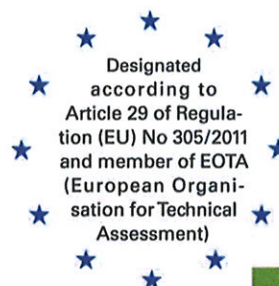 Designated
according to
Article 29 of Regula-
tion (EU) No 305/2011
and member of EOTA
(European Organi-
sation for Technical
Assessment)